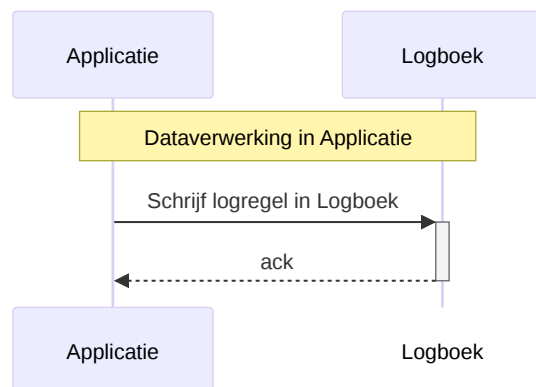 Applicatie
Logboek
Dataverwerking in Applicatie
Schrijf logregel in Logboek
ack
Applicatie
Logboek